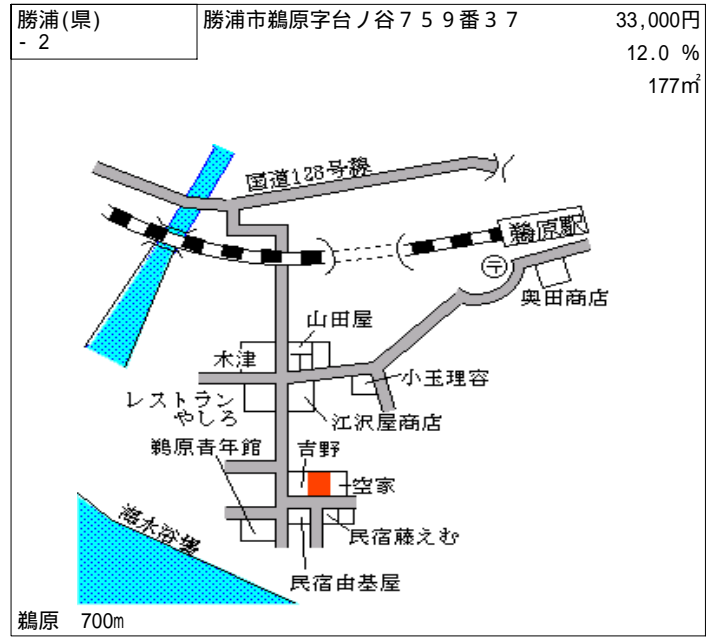 勝浦(県)
- 2
勝浦市鵜原字台ノ谷７５９番３７
33,000円
12.0 %
177㎡
国道128号線
鵜原駅
〒
奥田商店
山田屋
木津
小玉理容
レストラン
やしろ
江沢屋商店
鵜原青年館
吉野
空家
海水浴場
民宿藤えむ
民宿由基屋
鵜原 700m